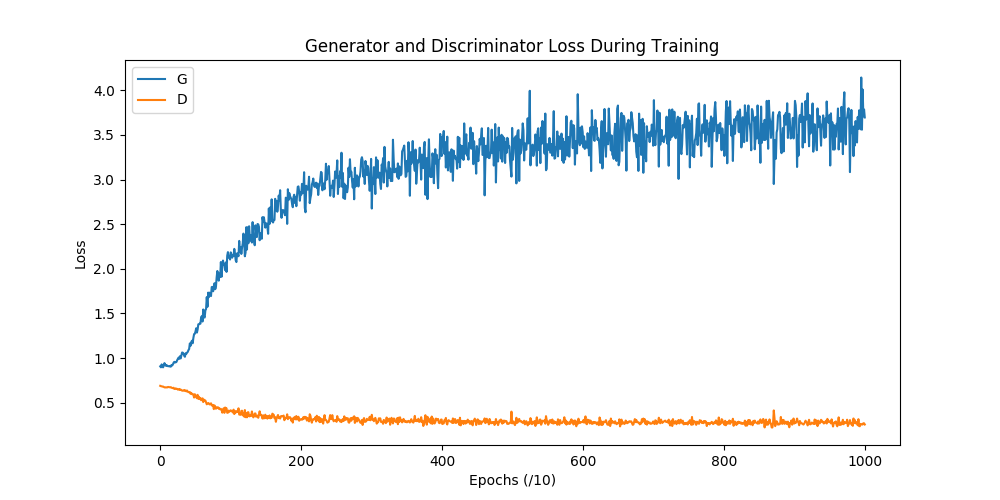 Generator and Discriminator Loss During Training
G
D
4.0
3.5
3.0
2.5
2.0
1.5
1.0
0.5
Loss
0 200 400 600 800 1000
Epochs (/10)